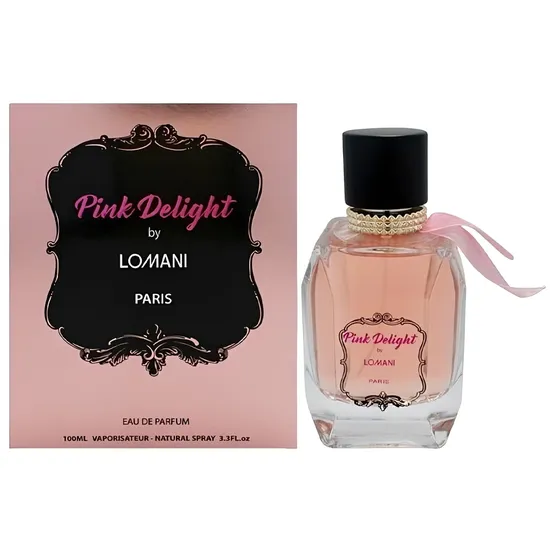 Pink Delight
by
LOMANI
PARIS
EAU DE PARFUM
100ML VAPORISATEUR - NATURAL SPRAY 3.3FL.oz
Pink Delight
by
LOMANI
PARIS